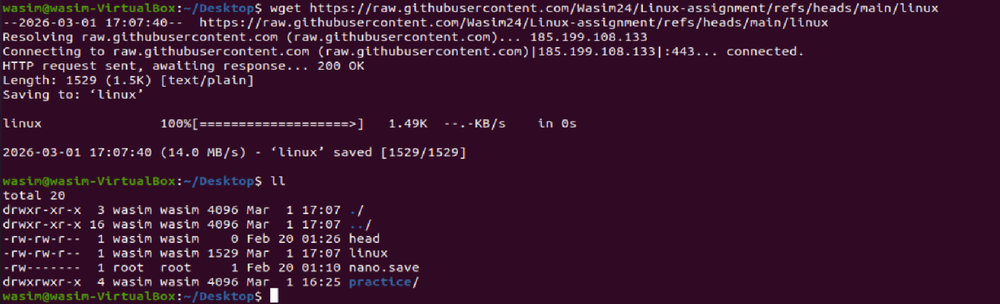 wasim@wasim-VirtualBox:~/Desktop$ wget https://raw.githubusercontent.com/Wasim24/Linux-assignment/refs/heads/main/linux
--2026-03-01 17:07:40--  https://raw.githubusercontent.com/Wasim24/Linux-assignment/refs/heads/main/linux
Resolving raw.githubusercontent.com (raw.githubusercontent.com)... 185.199.108.133
Connecting to raw.githubusercontent.com (raw.githubusercontent.com)|185.199.108.133|:443... connected.
HTTP request sent, awaiting response... 200 OK
Length: 1529 (1.5K) [text/plain]
Saving to: ‘linux’
linux               100%[===================>]   1.49K  --.-KB/s    in 0s
2026-03-01 17:07:40 (14.0 MB/s) - ‘linux’ saved [1529/1529]
wasim@wasim-VirtualBox:~/Desktop$ ll
total 20
drwxr-xr-x  3 wasim wasim 4096 Mar  1 17:07 ./
drwxr-xr-x 16 wasim wasim 4096 Mar  1 17:07 ../
-rw-rw-r--  1 wasim wasim    0 Feb 20 01:26 head
-rw-rw-r--  1 wasim wasim 1529 Mar  1 17:07 linux
-rw-------  1 root  root     1 Feb 20 01:10 nano.save
drwxrwxr-x  4 wasim wasim 4096 Mar  1 16:25 practice/
wasim@wasim-VirtualBox:~/Desktop$